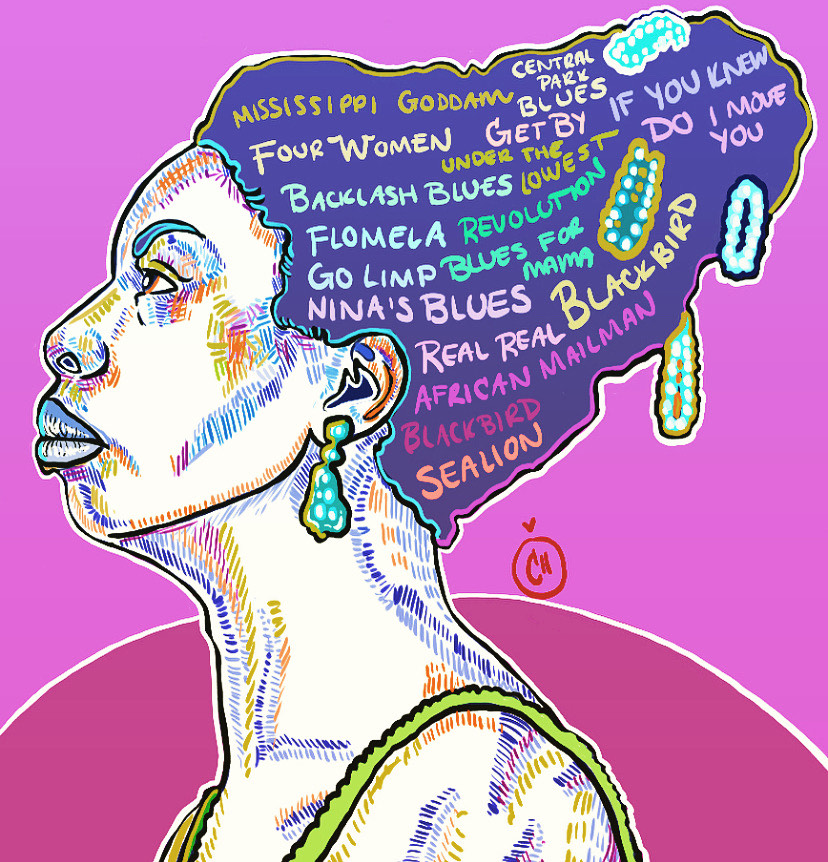 MISSISSIPPI GODDAM
CENTRAL
PARK
BLUES
IF YOU KNEW
FOUR WOMEN
GET BY
DO I MOVE
YOU
UNDER THE
LOWEST
BACKLASH BLUES
REVOLUTION
FLOMELA
GO LIMP
BLUES FOR
MAMA
BLACKBIRD
NINA'S BLUES
REAL REAL
AFRICAN MAILMAN
BLACKBIRD
SEALION
CH